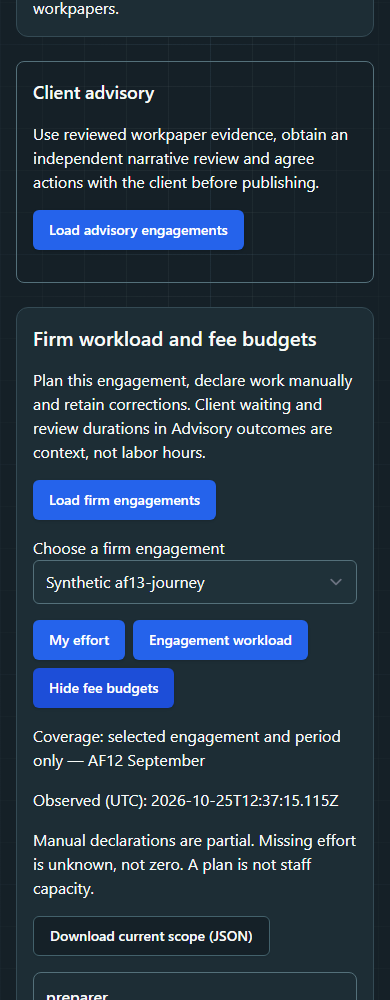 workpapers.
Client advisory
Use reviewed workpaper evidence, obtain an
independent narrative review and agree
actions with the client before publishing.
Load advisory engagements
Firm workload and fee budgets
Plan this engagement, declare work manually
and retain corrections. Client waiting and
review durations in Advisory outcomes are
context, not labor hours.
Load firm engagements
Choose a firm engagement
Synthetic af13-journey
My effort
Engagement workload
Hide fee budgets
Coverage: selected engagement and period
only — AF12 September
Observed (UTC): 2026-10-25T12:37:15.115Z
Manual declarations are partial. Missing effort
is unknown, not zero. A plan is not staff
capacity.
Download current scope (JSON)
preparer